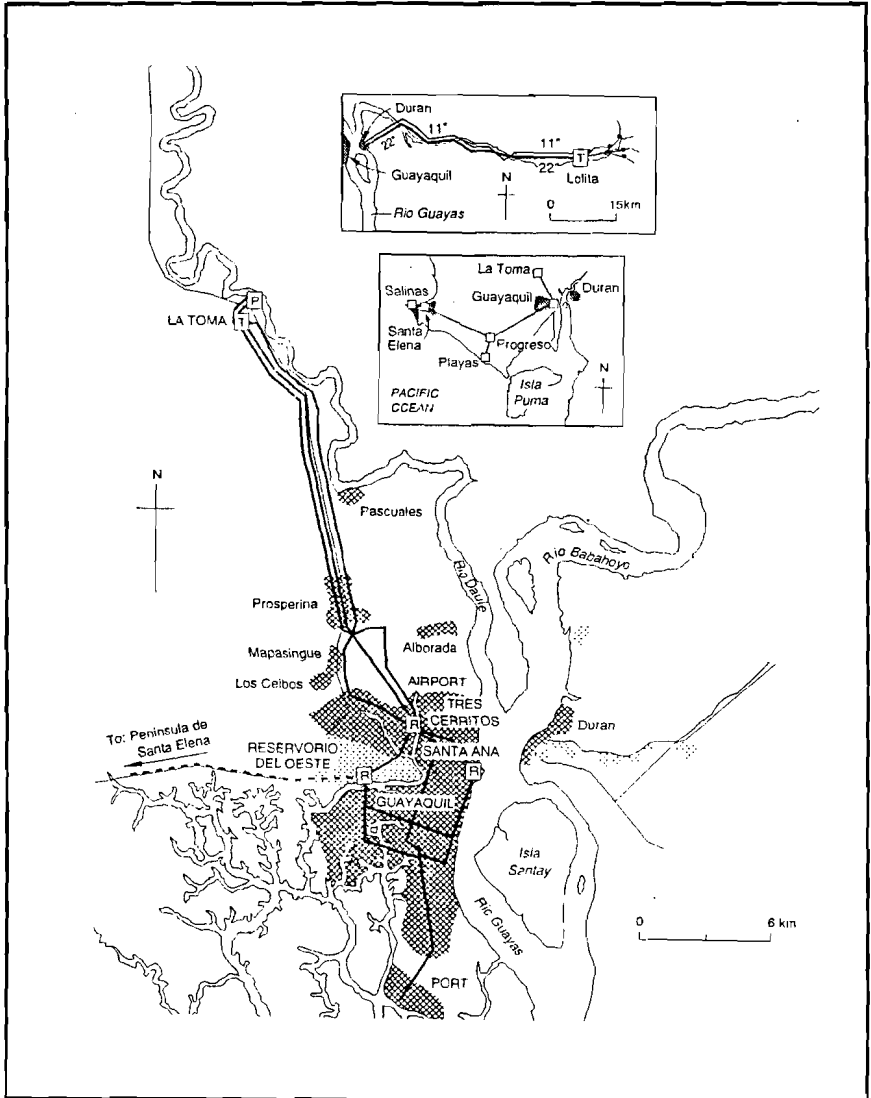 Duran
11"
11"
22"
22"
T
Lolita
Guayaquil
N
0 15km
Rio Guayas
La Toma
Salinas
Guayaquil
Duran
Santa
Elena
Progreso
Playas
Isla
Puma
N
PACIFIC
CCEAN
P
LA TOMA
T
N
Pascuales
Rio Daule
Rio Babahoyo
Prosperina
Mapasingue
Alborada
Los Ceibos
AIRPORT
TRES
CERRITOS
R
Duran
To: Peninsula de
Santa Elena
RESERVORIO
DEL OESTE
SANTA ANA
R
R
GUAYAQUIL
Isla
Santay
Rio Guayas
0 6 km
PORT